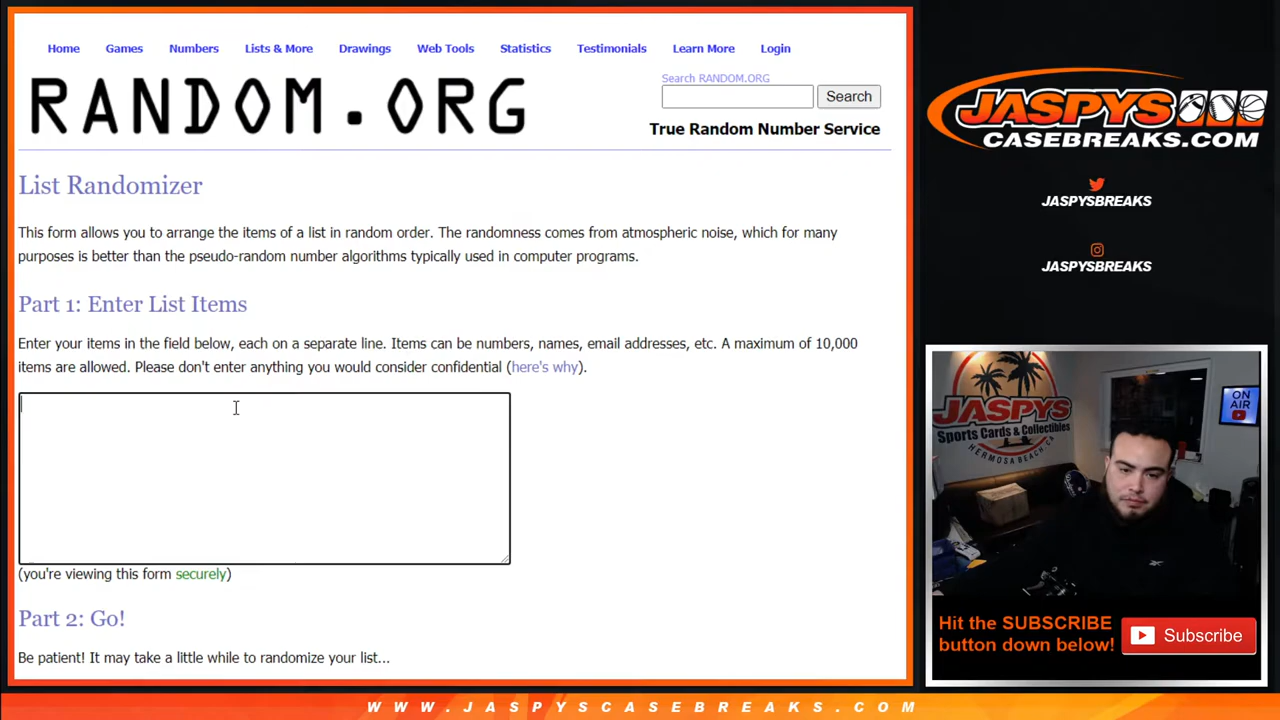 Home Games Numbers Lists & More Drawings Web Tools Statistics Testimonials Learn More Login
RANDOM.ORG
Search RANDOM.ORG
Search
True Random Number Service
List Randomizer
This form allows you to arrange the items of a list in random order. The randomness comes from atmospheric noise, which for many
purposes is better than the pseudo-random number algorithms typically used in computer programs.
Part 1: Enter List Items
Enter your items in the field below, each on a separate line. Items can be numbers, names, email addresses, etc. A maximum of 10,000
items are allowed. Please don't enter anything you would consider confidential (here's why).
(you're viewing this form securely)
Part 2: Go!
Be patient! It may take a little while to randomize your list...
JASPYS
CASEBREAKS.COM
JASPYSBREAKS
JASPYSBREAKS
JASPYS
Sports Cards & Collectibles
HERMOSA BEACH, CA
ON
AIR
Dodgers
Hit the SUBSCRIBE
button down below!
Subscribe
WWW.JASPYSCASEBREAKS.COM